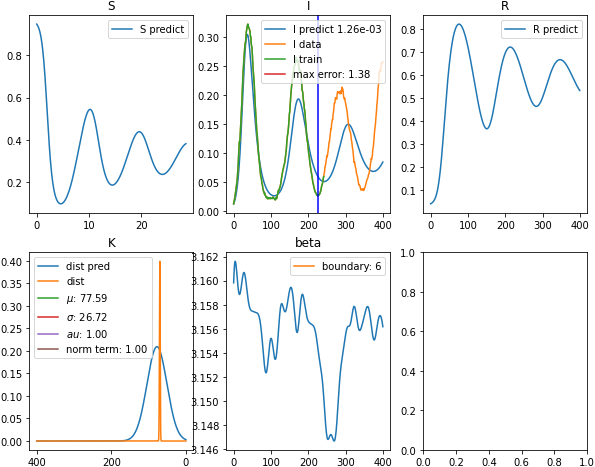 S
I
R
S predict
I predict 1.26e-03
I data
I train
max error: 1.38
R predict
0.8
0.6
0.4
0.2
0 10 20
0.30
0.25
0.20
0.15
0.10
0.05
0.00
0 100 200 300 400
0.8
0.7
0.6
0.5
0.4
0.3
0.2
0.1
0 100 200 300 400
K
beta
dist pred
dist
μ: 77.59
σ: 26.72
au: 1.00
norm term: 1.00
boundary: 6
0.40
0.35
0.30
0.25
0.20
0.15
0.10
0.05
0.00
400 200 0
3.162
3.160
3.158
3.156
3.154
3.152
3.150
3.148
3.146
0 100 200 300 400
1.0
0.8
0.6
0.4
0.2
0.0
0.0 0.2 0.4 0.6 0.8 1.0